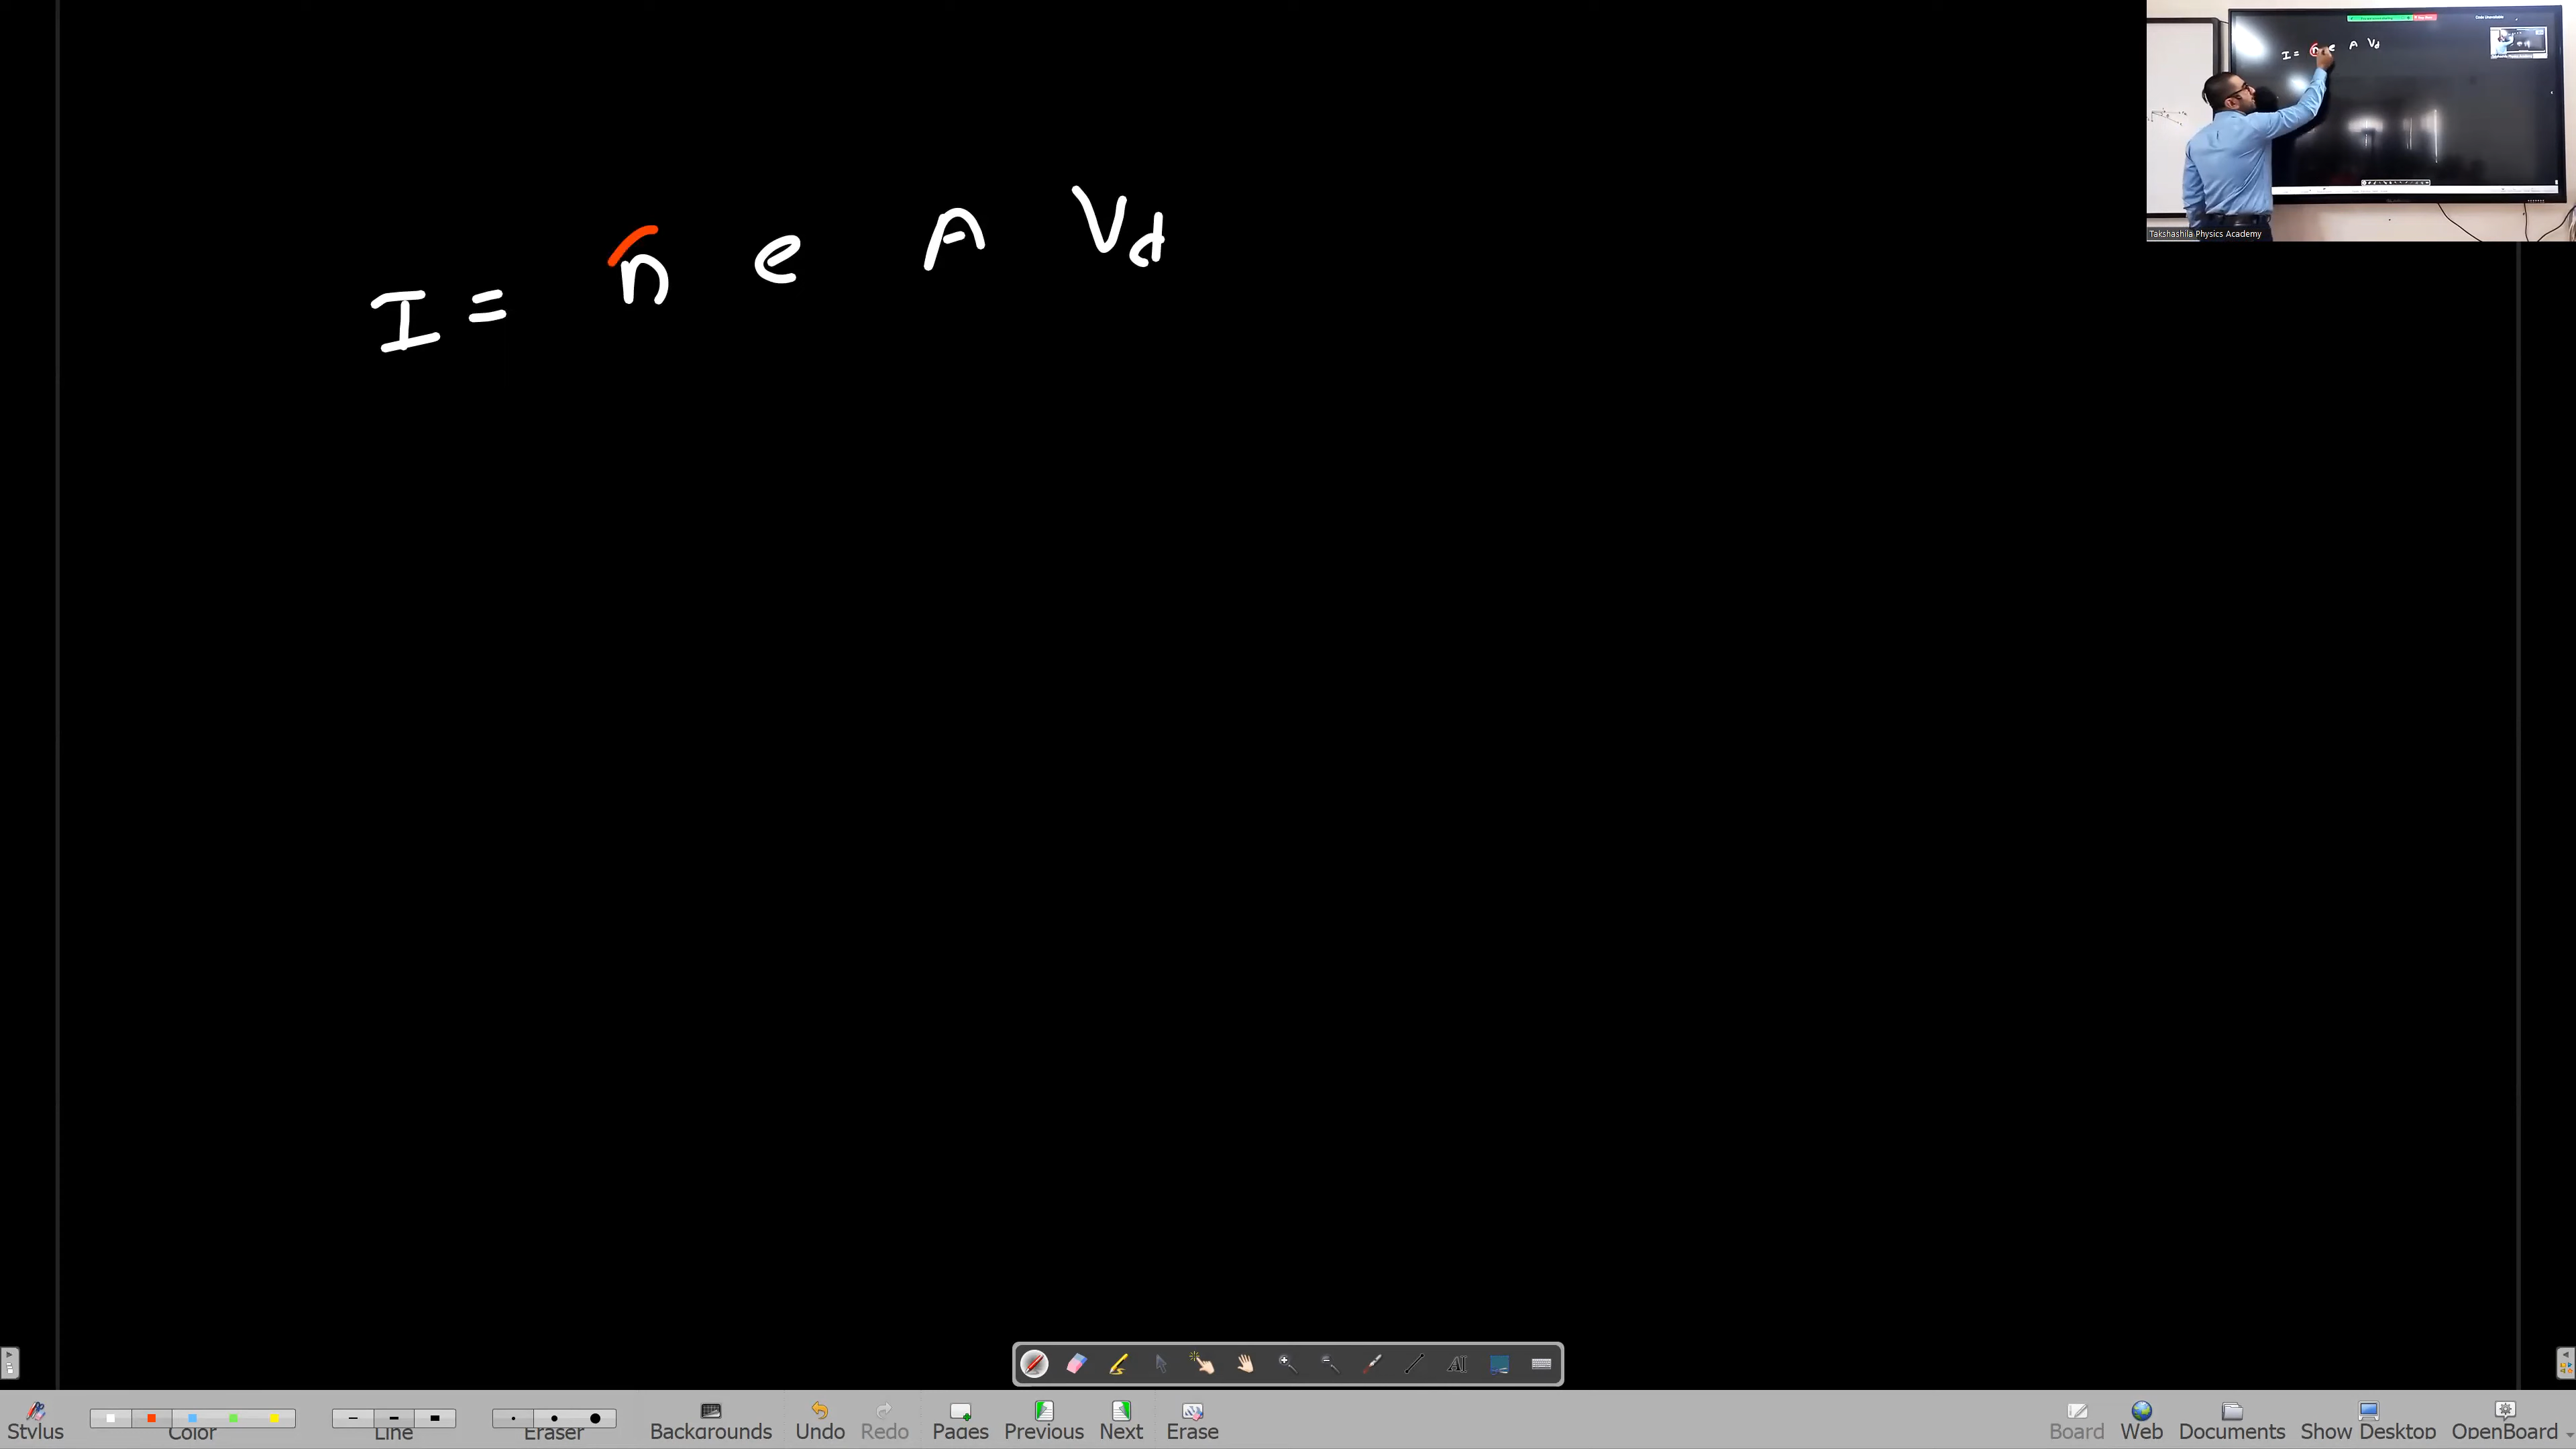 I = n e A Vd
I = n e A Vd
Takshashila Physics Academy
Stylus Color Line Eraser Backgrounds Undo Redo Pages Previous Next Erase Board Web Documents Show Desktop OpenBoard